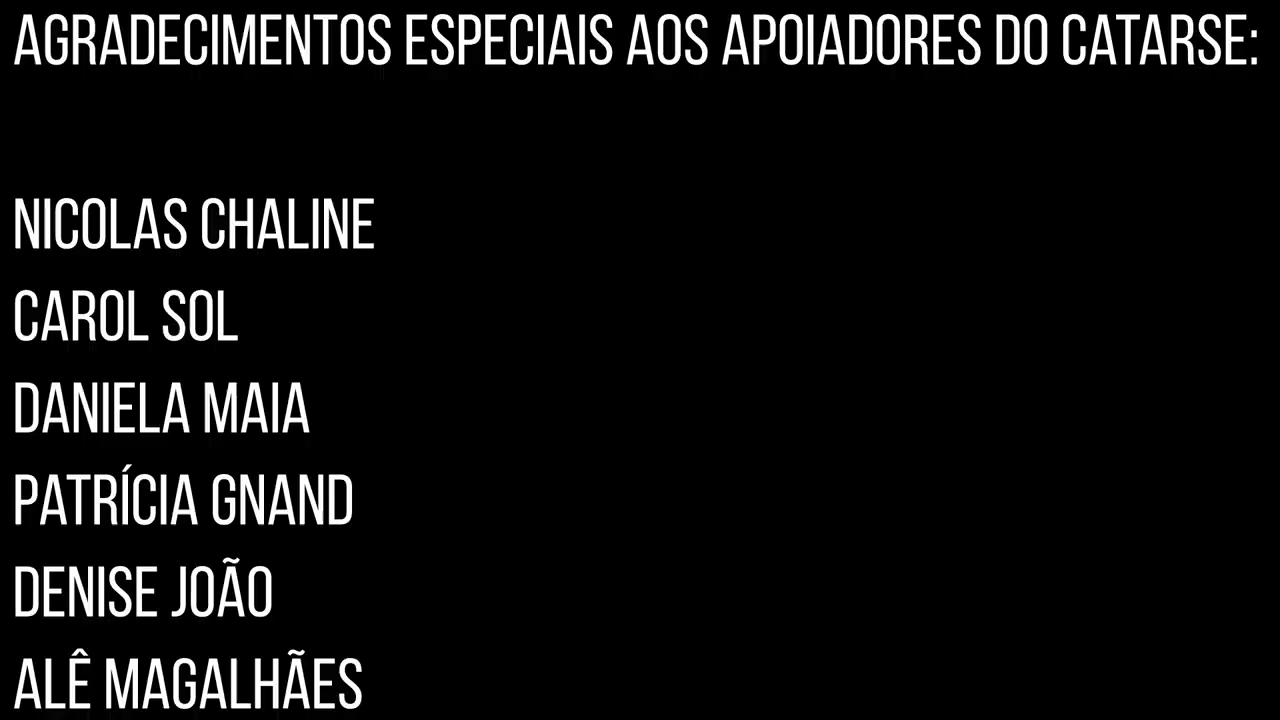 AGRADECIMENTOS ESPECIAIS AOS APOIADORES DO CATARSE:
NICOLAS CHALINE
CAROL SOL
DANIELA MAIA
PATRÍCIA GNAND
DENISE JOÃO
ALÊ MAGALHÃES